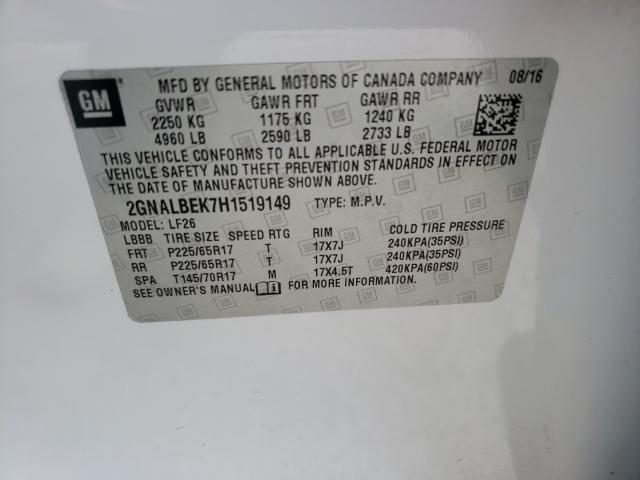 GM
MFD BY GENERAL MOTORS OF CANADA COMPANY 08/16
GVWR GAWR FRT GAWR RR
2250 KG 1175 KG 1240 KG
4960 LB 2590 LB 2733 LB
THIS VEHICLE CONFORMS TO ALL APPLICABLE U.S. FEDERAL MOTOR
VEHICLE SAFETY AND THEFT PREVENTION STANDARDS IN EFFECT ON
THE DATE OF MANUFACTURE SHOWN ABOVE.
2GNALBEK7H1519149 TYPE: M.P.V.
MODEL: LF26
LBBB TIRE SIZE SPEED RTG RIM COLD TIRE PRESSURE
FRT P225/65R17 T 17X7J 240KPA(35PSI)
RR P225/65R17 T 17X7J 240KPA(35PSI)
SPA T145/70R17 M 17X4.5T 420KPA(60PSI)
SEE OWNER'S MANUAL FOR MORE INFORMATION.